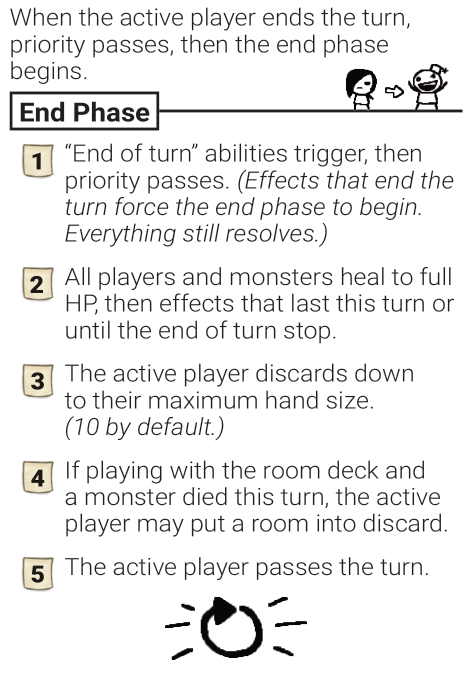 When the active player ends the turn,
priority passes, then the end phase
begins.
End Phase
1 “End of turn” abilities trigger, then
priority passes. (Effects that end the
turn force the end phase to begin.
Everything still resolves.)
2 All players and monsters heal to full
HP, then effects that last this turn or
until the end of turn stop.
3 The active player discards down
to their maximum hand size.
(10 by default.)
4 If playing with the room deck and
a monster died this turn, the active
player may put a room into discard.
5 The active player passes the turn.